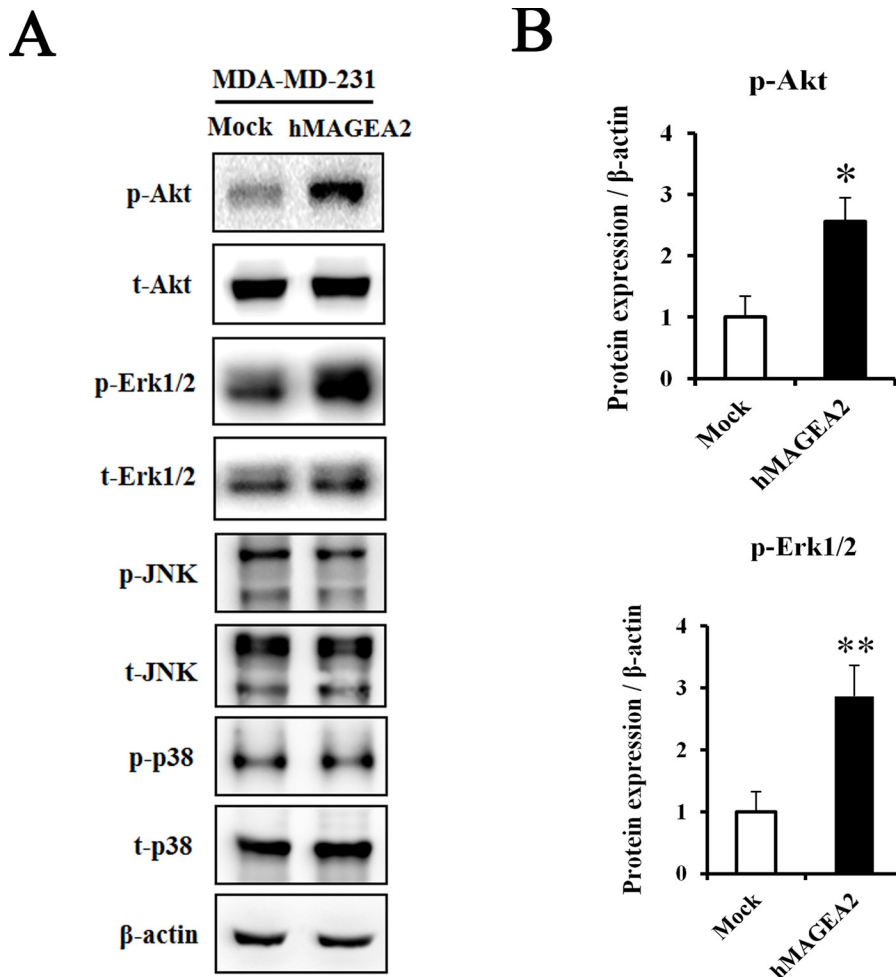 A
MDA-MD-231
Mock hMAGEA2
p-Akt
t-Akt
p-Erk1/2
t-Erk1/2
p-JNK
t-JNK
p-p38
t-p38
β-actin
B
p-Akt
Protein expression / β-actin
4
3
2
1
0
*
Mock
hMAGEA2
p-Erk1/2
Protein expression / β-actin
4
3
2
1
0
**
Mock
hMAGEA2